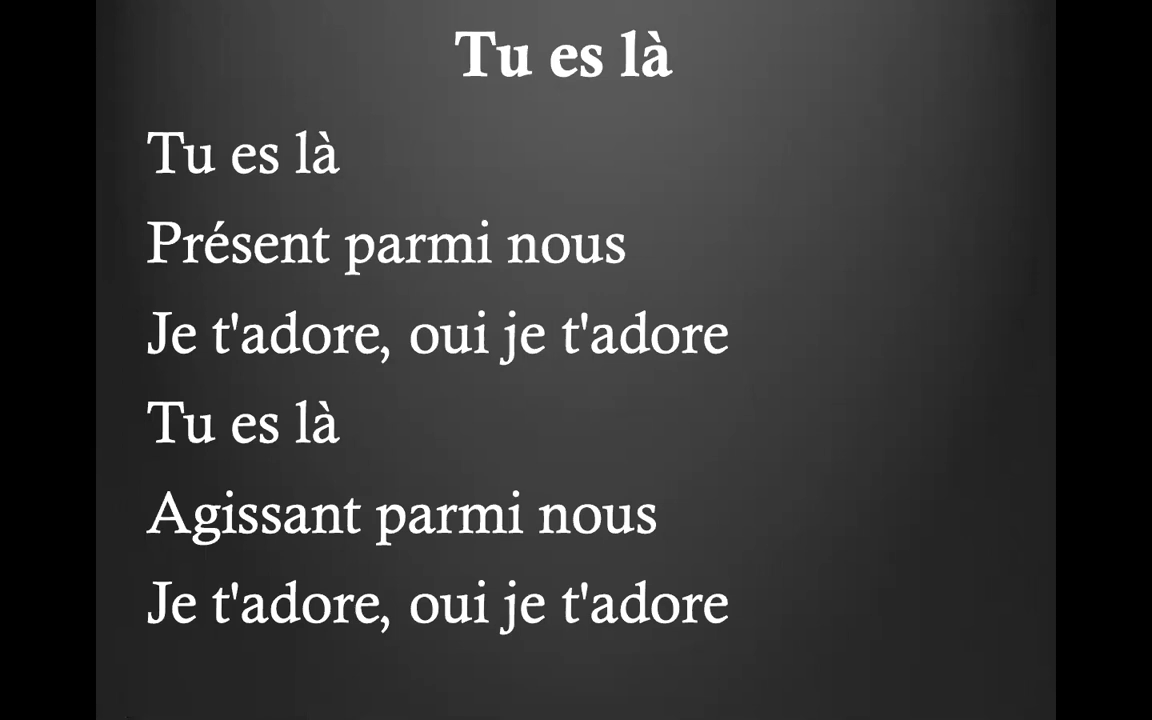 Tu es là
Tu es là
Présent parmi nous
Je t'adore, oui je t'adore
Tu es là
Agissant parmi nous
Je t'adore, oui je t'adore